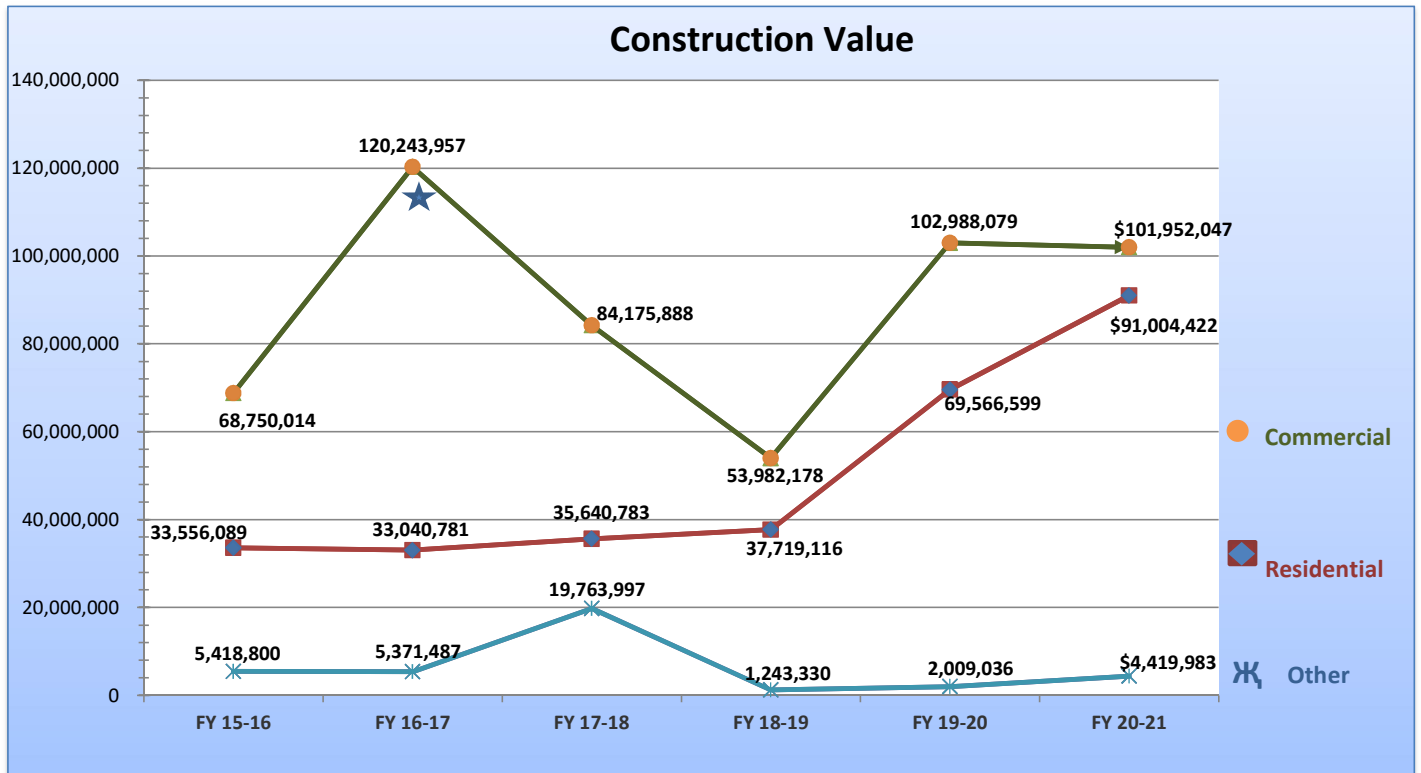 Construction Value
140,000,000
120,000,000
100,000,000
80,000,000
60,000,000
40,000,000
20,000,000
0
120,243,957
102,988,079
$101,952,047
84,175,888
$91,004,422
68,750,014
69,566,599
53,982,178
33,556,089
33,040,781
35,640,783
37,719,116
19,763,997
5,418,800
5,371,487
1,243,330
2,009,036
$4,419,983
FY 15-16
FY 16-17
FY 17-18
FY 18-19
FY 19-20
FY 20-21
Commercial
Residential
Җ Other